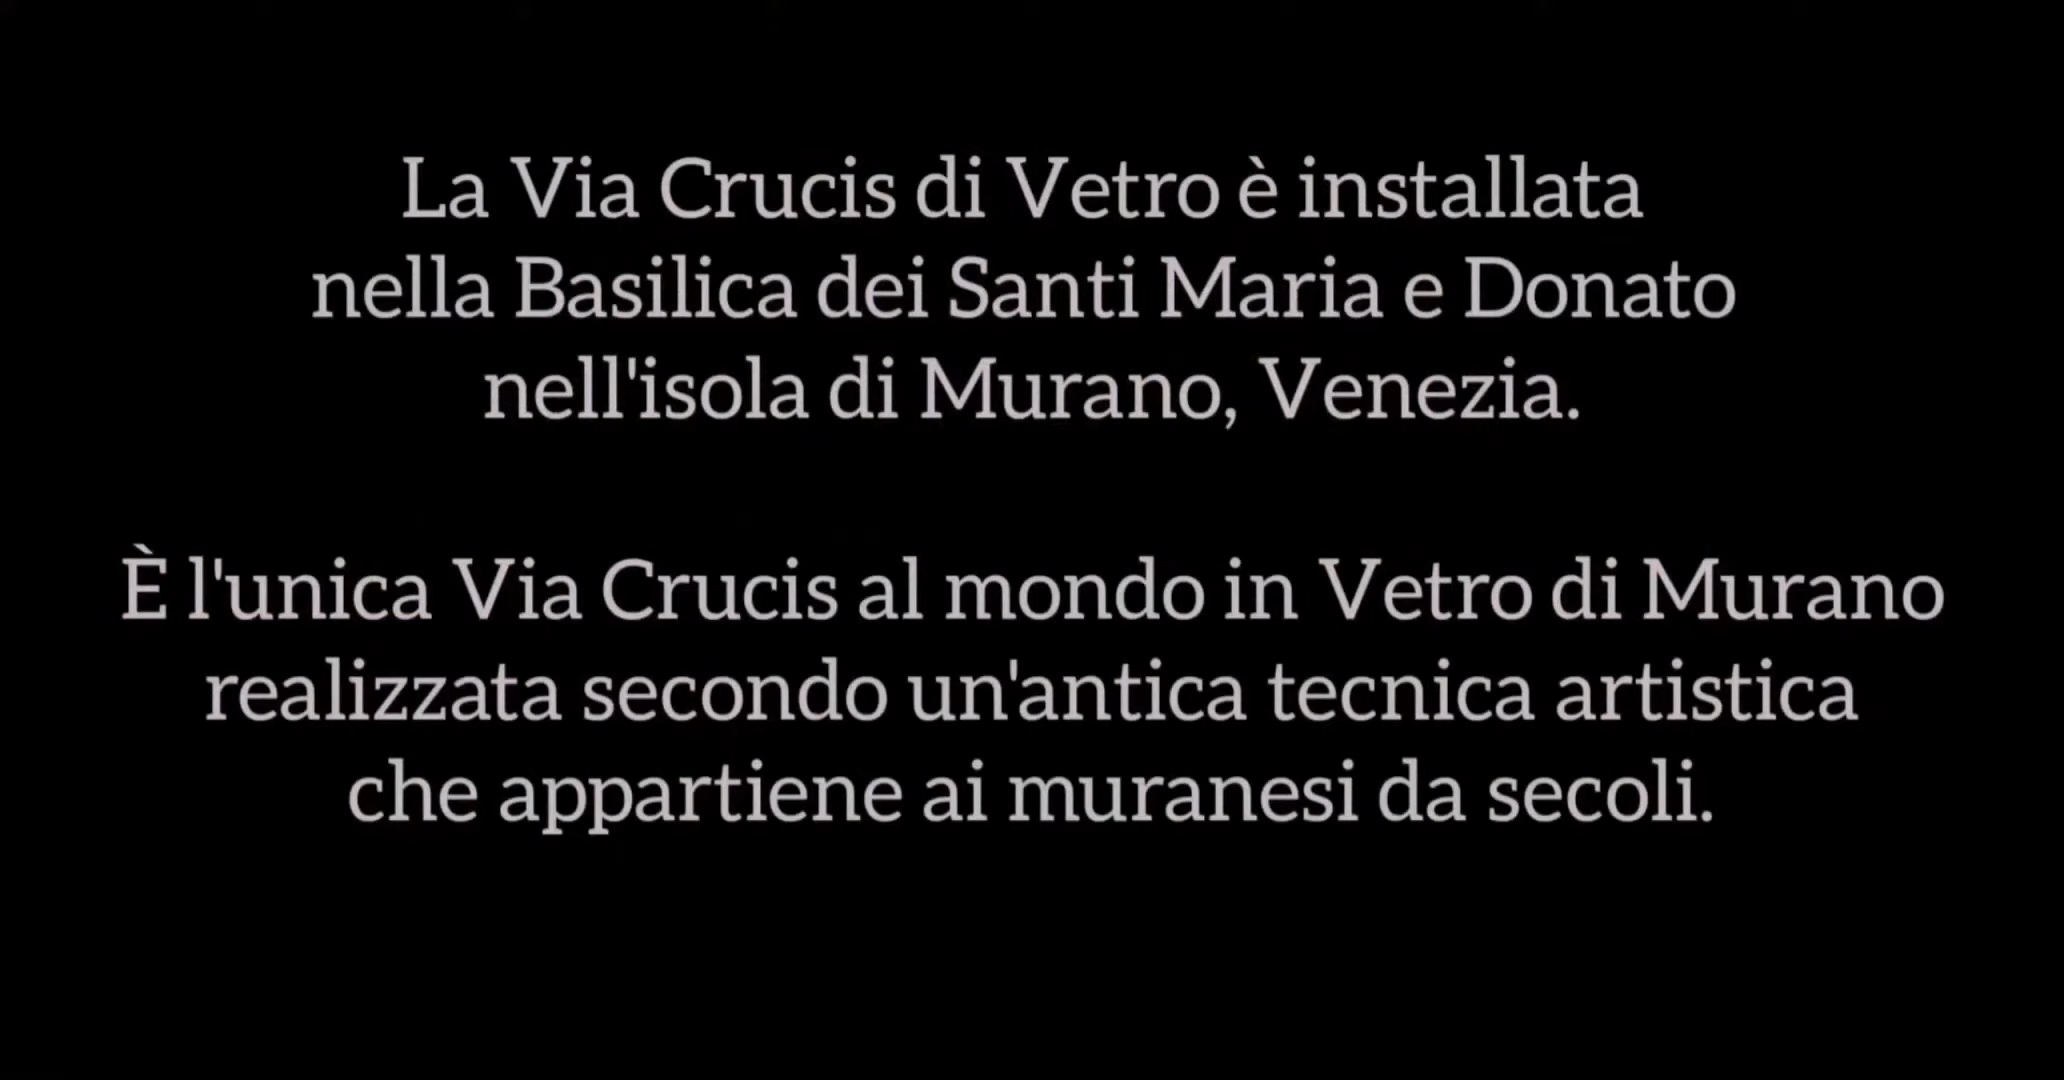 La Via Crucis di Vetro è installata
nella Basilica dei Santi Maria e Donato
nell'isola di Murano, Venezia.
È l'unica Via Crucis al mondo in Vetro di Murano
realizzata secondo un'antica tecnica artistica
che appartiene ai muranesi da secoli.